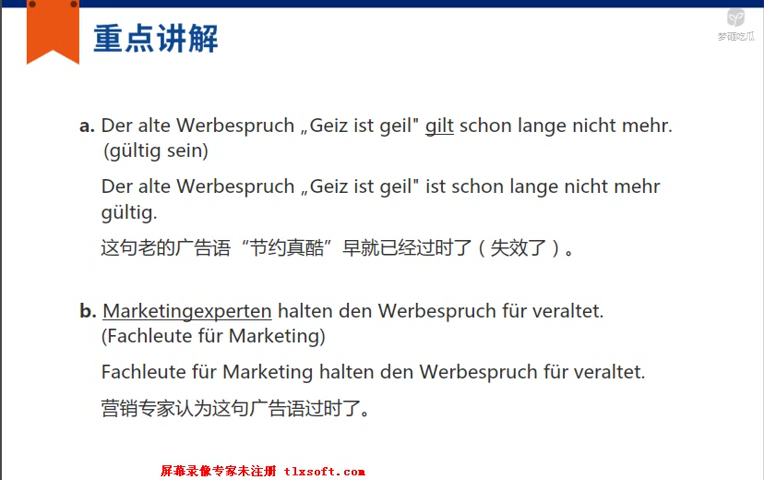 重点讲解
梦砸吃瓜
a. Der alte Werbespruch „Geiz ist geil" gilt schon lange nicht mehr.
(gültig sein)
Der alte Werbespruch „Geiz ist geil" ist schon lange nicht mehr
gültig.
这句老的广告语“节约真酷”早就已经过时了（失效了）。
b. Marketingexperten halten den Werbespruch für veraltet.
(Fachleute für Marketing)
Fachleute für Marketing halten den Werbespruch für veraltet.
营销专家认为这句广告语过时了。
屏幕录像专家未注册 tlxsoft.com